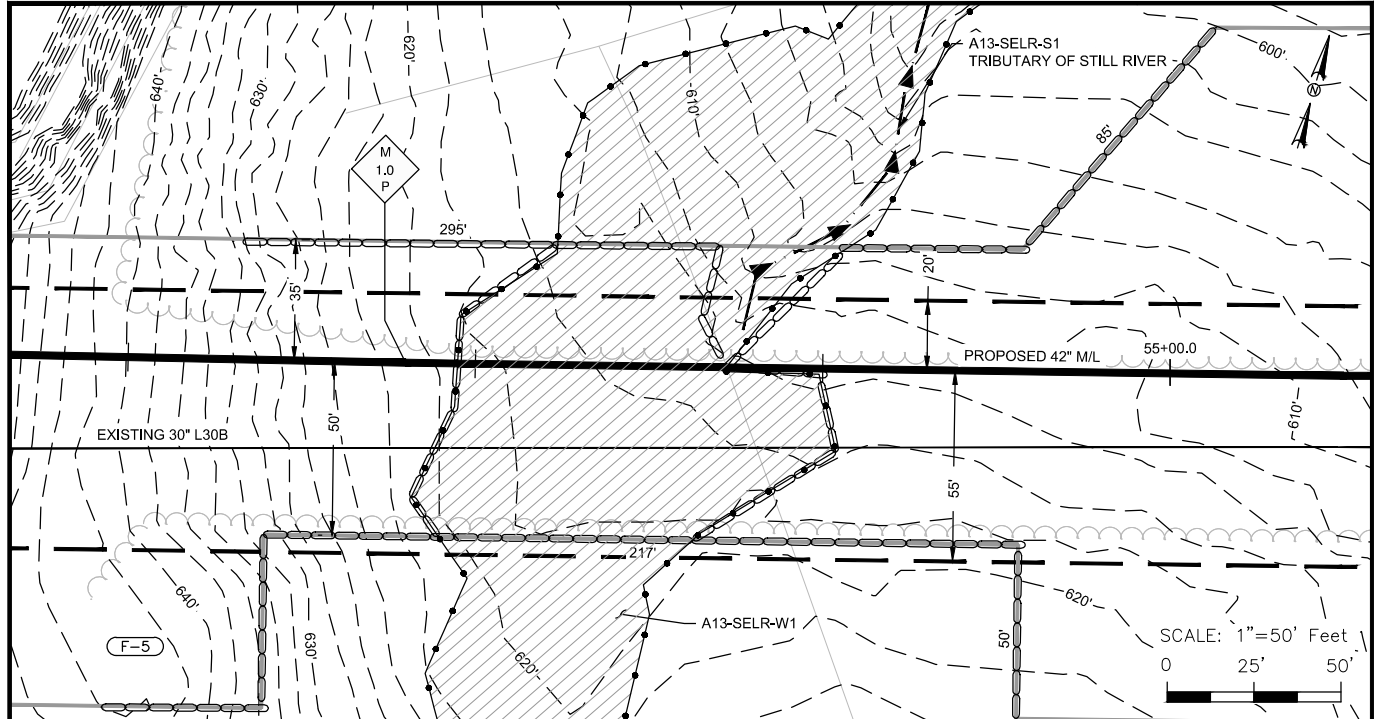 620'
A13-SELR-S1
TRIBUTARY OF STILL RIVER
600'
N
640'
630'
610'
85'
M
1.0
P
295'
35'
20'
PROPOSED 42" M/L
55+00.0
50'
610'
EXISTING 30" L30B
55'
217'
640'
620'
A13-SELR-W1
F-5
630'
620'
50'
SCALE: 1"=50' Feet
0 25' 50'